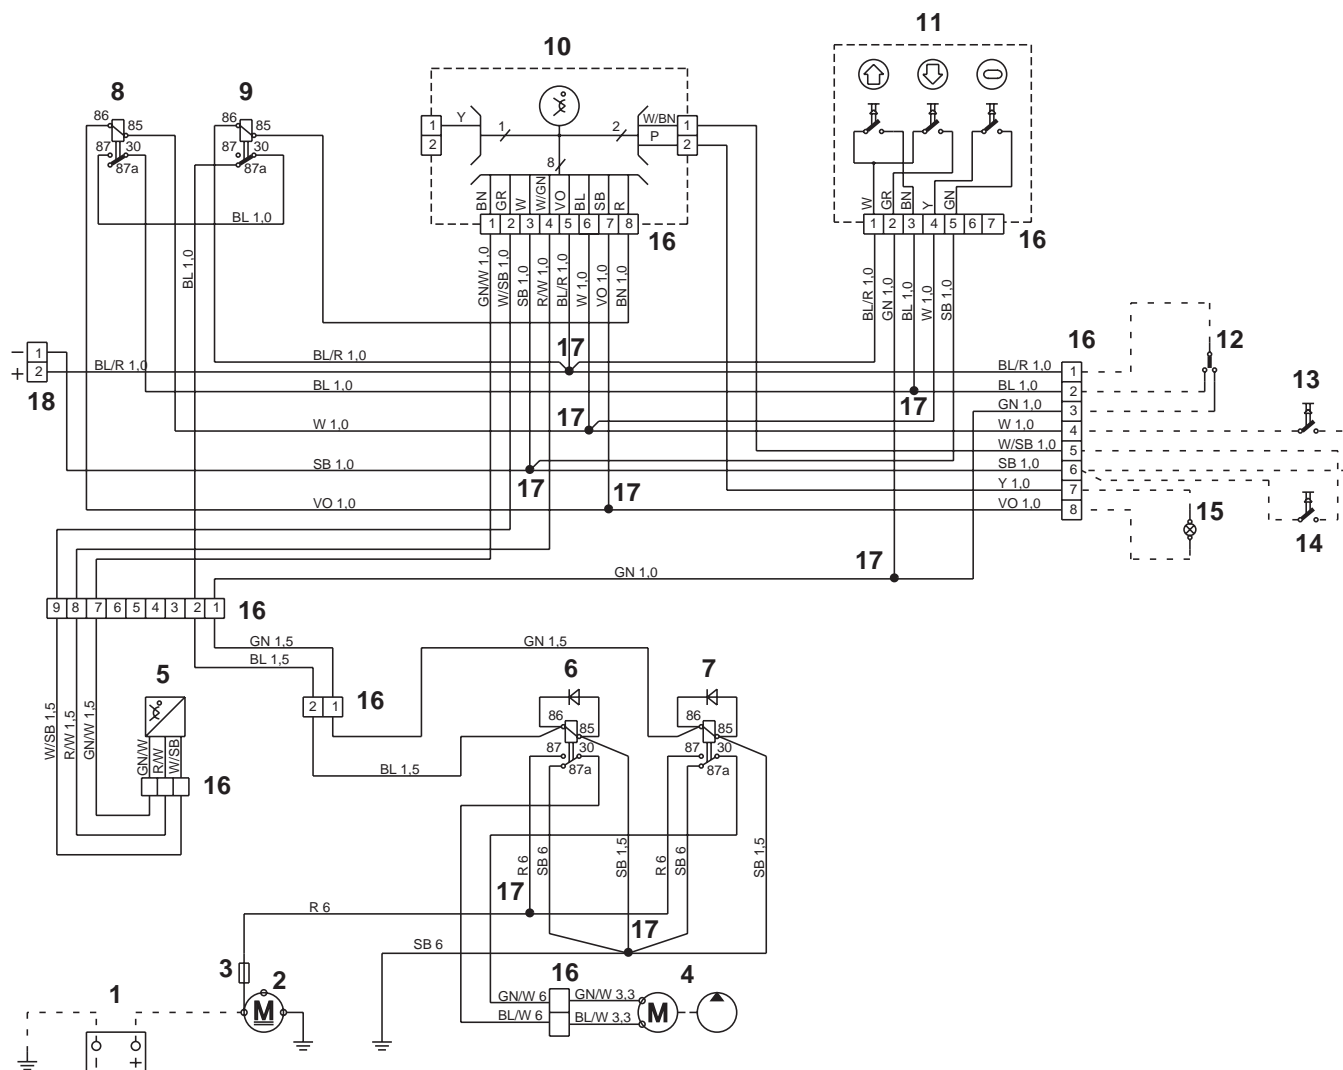 11
10
8
9
86
85
87
30
87a
86
85
87
30
87a
BL 1,0
BL 1,0
1
2
Y
1
2
8
W/BN
P
1
2
BN
GR
W
W/GN
VO
BL
SB
R
1 2 3 4 5 6 7 8
16
GN/W 1,0
W/SB 1,0
SB 1,0
R/W 1,0
BL/R 1,0
W 1,0
VO 1,0
BN 1,0
W
GR
BN
Y
GN
1 2 3 4 5 6 7
16
BL/R 1,0
GN 1,0
BL 1,0
W 1,0
SB 1,0
– 1
+ 2
18
BL/R 1,0
BL/R 1,0
17
BL 1,0
17
W 1,0
17
SB 1,0
17
17
VO 1,0
16
BL/R 1,0 1
BL 1,0 2
GN 1,0 3
W 1,0 4
W/SB 1,0 5
SB 1,0 6
Y 1,0 7
VO 1,0 8
12
13
14
15
17
GN 1,0
9 8 7 6 5 4 3 2 1
16
GN 1,5
BL 1,5
2 1
16
GN 1,5
BL 1,5
W/SB 1,5
R/W 1,5
GN/W 1,5
5
GN/W
R/W
W/SB
16
6
86
85
87
30
87a
7
86
85
87
30
87a
R 6
SB 6
SB 1,5
R 6
SB 6
SB 1,5
17
R 6
17
SB 6
3
2
M
1
– +
16
GN/W 6
BL/W 6
GN/W 3,3
BL/W 3,3
4
M